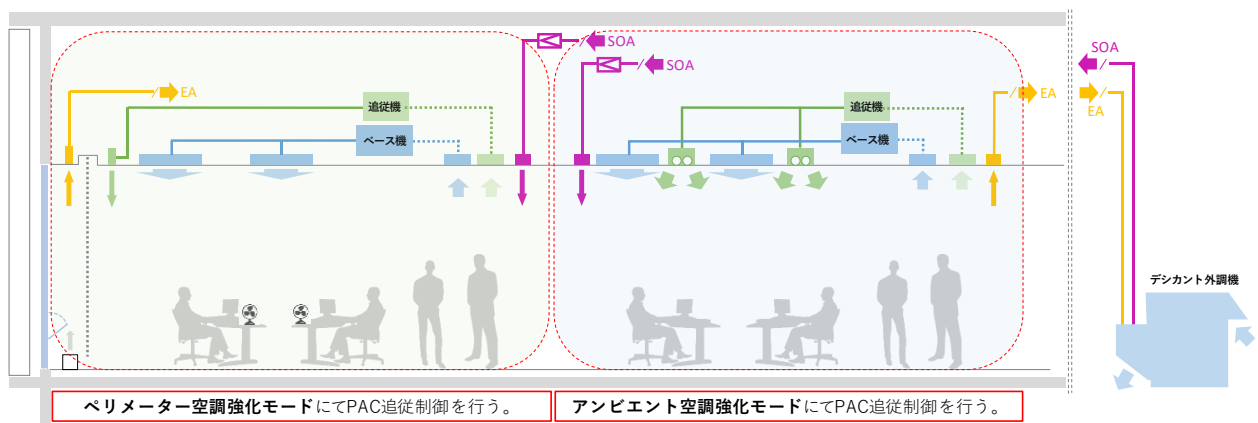 SOA
SOA
EA
追従機
ベース機
追従機
ベース機
EA
SOA
EA
デシカント外調機
ペリメーター空調強化モードにてPAC追従制御を行う。
アンビエント空調強化モードにてPAC追従制御を行う。